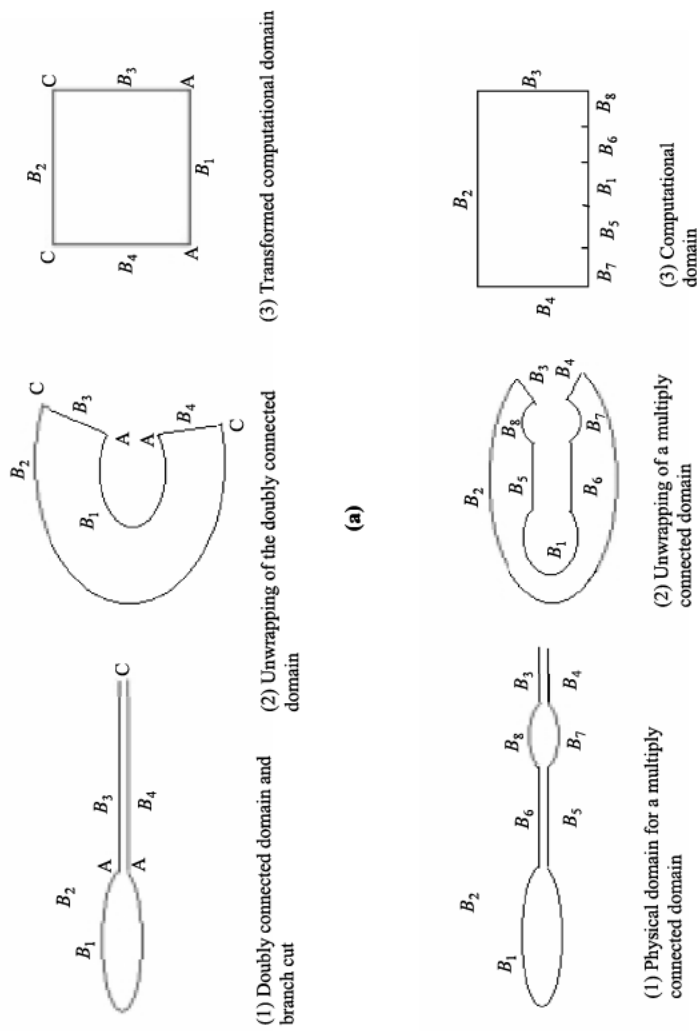 B₂
B₁
A
A
B₃
B₄
C
(1) Doubly connected domain and
branch cut
B₂
C
B₃
A
A
B₁
B₄
C
(2) Unwrapping of the doubly connected
domain
C
B₂
C
B₄
B₃
A
B₁
A
(3) Transformed computational domain
(a)
B₂
B₁
B₆
B₅
B₈
B₇
B₃
B₄
(1) Physical domain for a multiply
connected domain
B₂
B₅
B₈
B₃
B₁
B₄
B₆
B₇
(2) Unwrapping of a multiply
connected domain
B₂
B₄
B₃
B₇ B₅ B₁ B₆ B₈
(3) Computational
domain